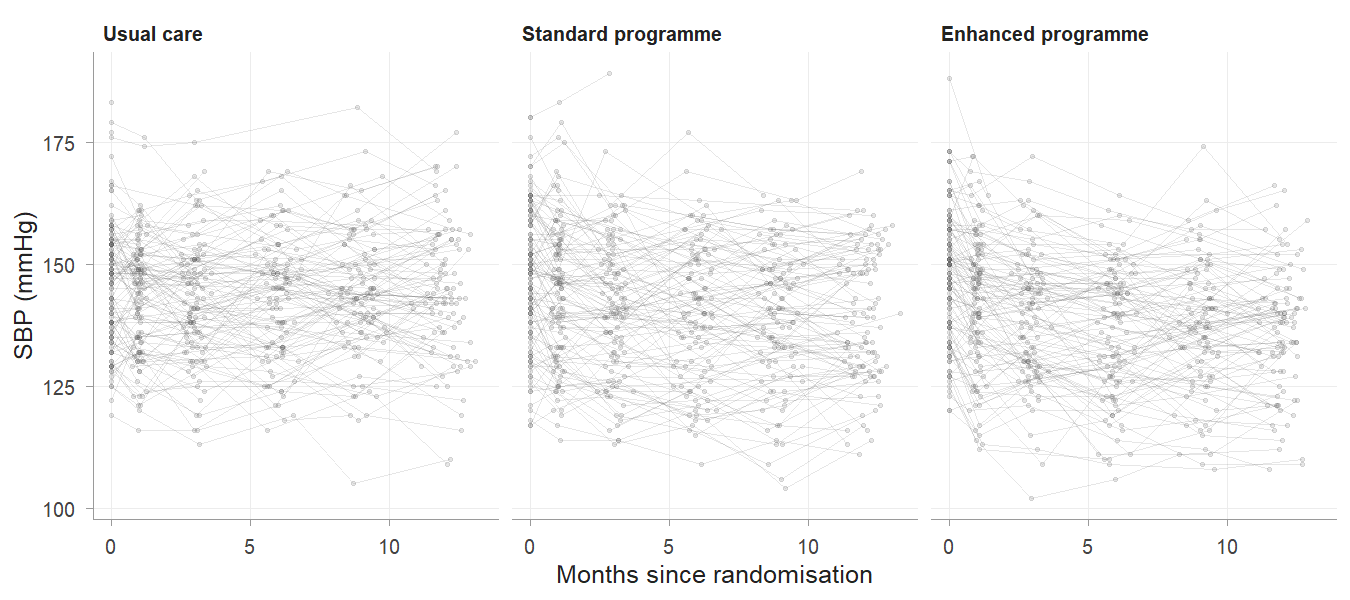 Usual care
Standard programme
Enhanced programme
SBP (mmHg)
175
150
125
100
0 5 10
0 5 10
0 5 10
Months since randomisation